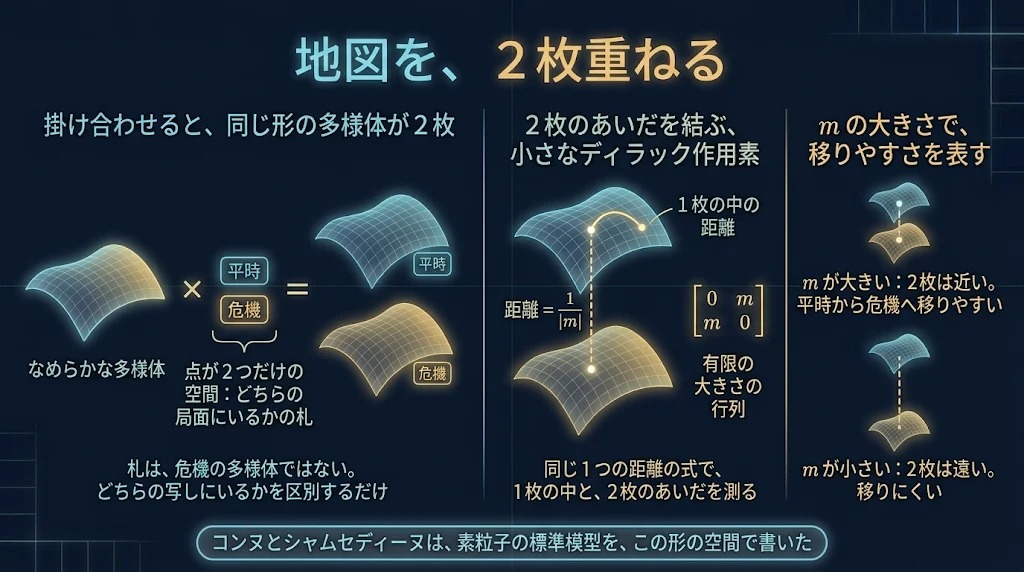 地図を、２枚重ねる
掛け合わせると、同じ形の多様体が２枚
×
平時
危機
=
平時
危機
なめらかな多様体
点が２つだけの
空間：どちらの
局面にいるかの札
札は、危機の多様体ではない。
どちらの写しにいるかを区別するだけ
２枚のあいだを結ぶ、
小さなディラック作用素
１枚の中の
距離
距離 = 1/|m|
0 m
m 0
有限の
大きさの
行列
同じ１つの距離の式で、
１枚の中と、２枚のあいだを測る
m の大きさで、
移りやすさを表す
m が大きい：２枚は近い。
平時から危機へ移りやすい
m が小さい：２枚は遠い。
移りにくい
コンヌとシャムセディーヌは、素粒子の標準模型を、この形の空間で書いた